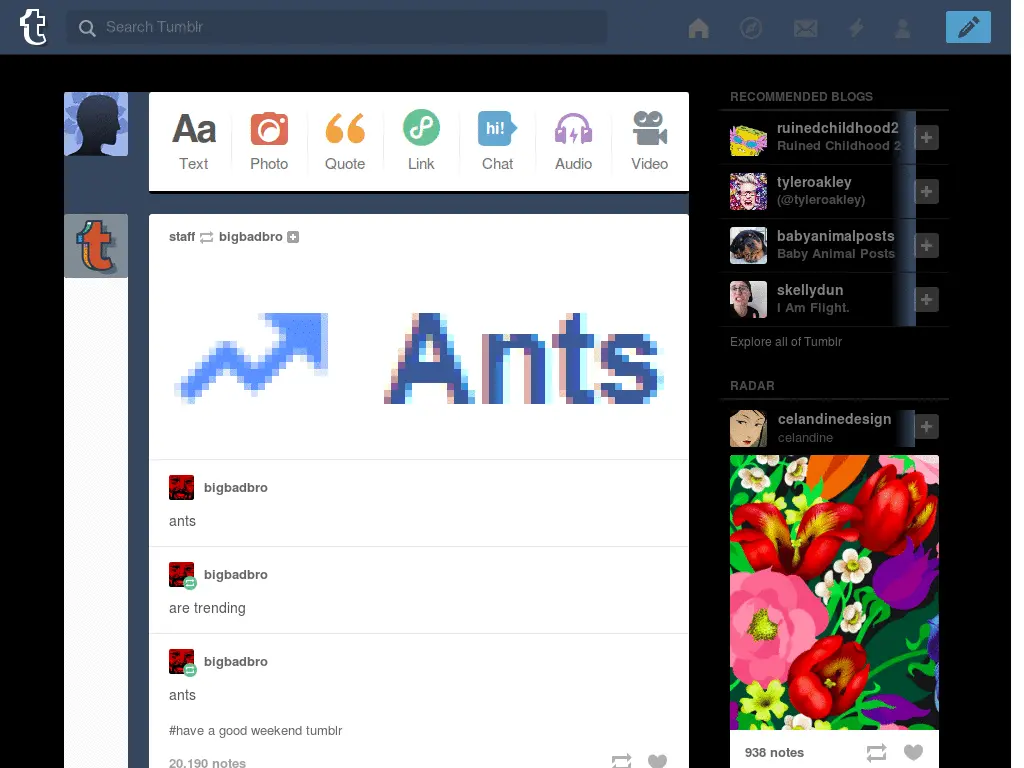 Search Tumblr
Aa
Text
Photo
Quote
Link
hi!
Chat
Audio
Video
staff bigbadbro
Ants
bigbadbro
ants
bigbadbro
are trending
bigbadbro
ants
#have a good weekend tumblr
20,190 notes
RECOMMENDED BLOGS
ruinedchildhood2
Ruined Childhood 2
tyleroakley
(@tyleroakley)
babyanimalposts
Baby Animal Posts
skellydun
I Am Flight.
Explore all of Tumblr
RADAR
celandinedesign
celandine
938 notes